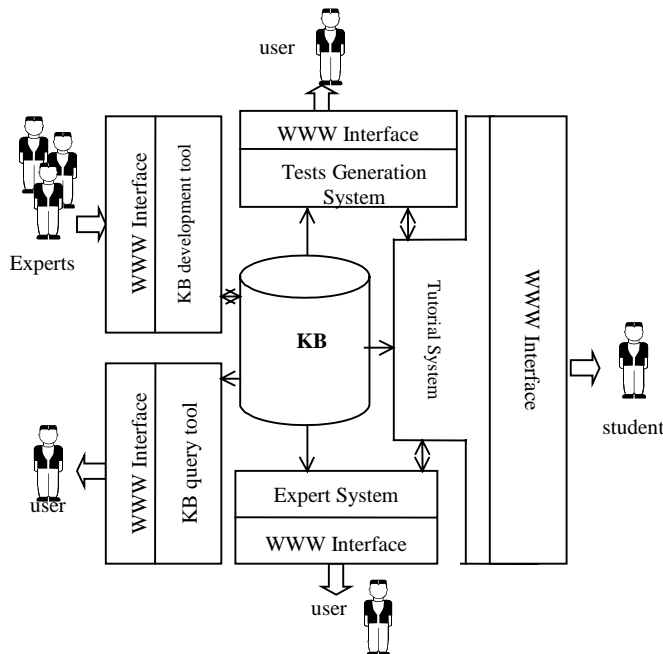 user
WWW Interface
Tests Generation
System
Experts
WWW Interface
KB development tool
KB
Tutorial System
WWW Interface
student
user
WWW Interface
KB query tool
Expert System
WWW Interface
user